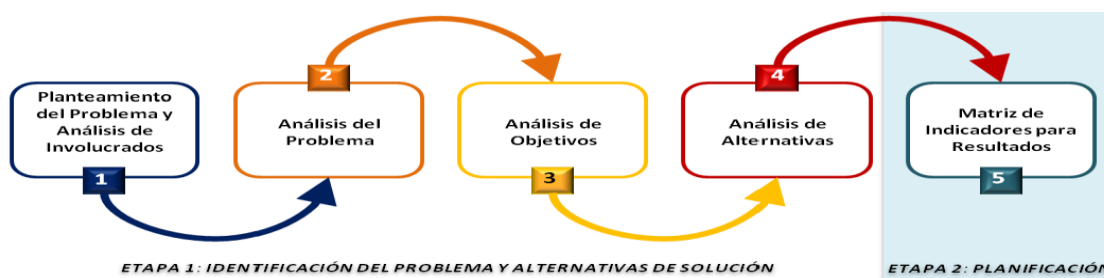 Planteamiento
del Problema y
Análisis de
Involucrados
1
2
Análisis del
Problema
Análisis de
Objetivos
3
4
Análisis de
Alternativas
Matriz de
Indicadores para
Resultados
5
ETAPA 1: IDENTIFICACIÓN DEL PROBLEMA Y ALTERNATIVAS DE SOLUCIÓN
ETAPA 2: PLANIFICACIÓN